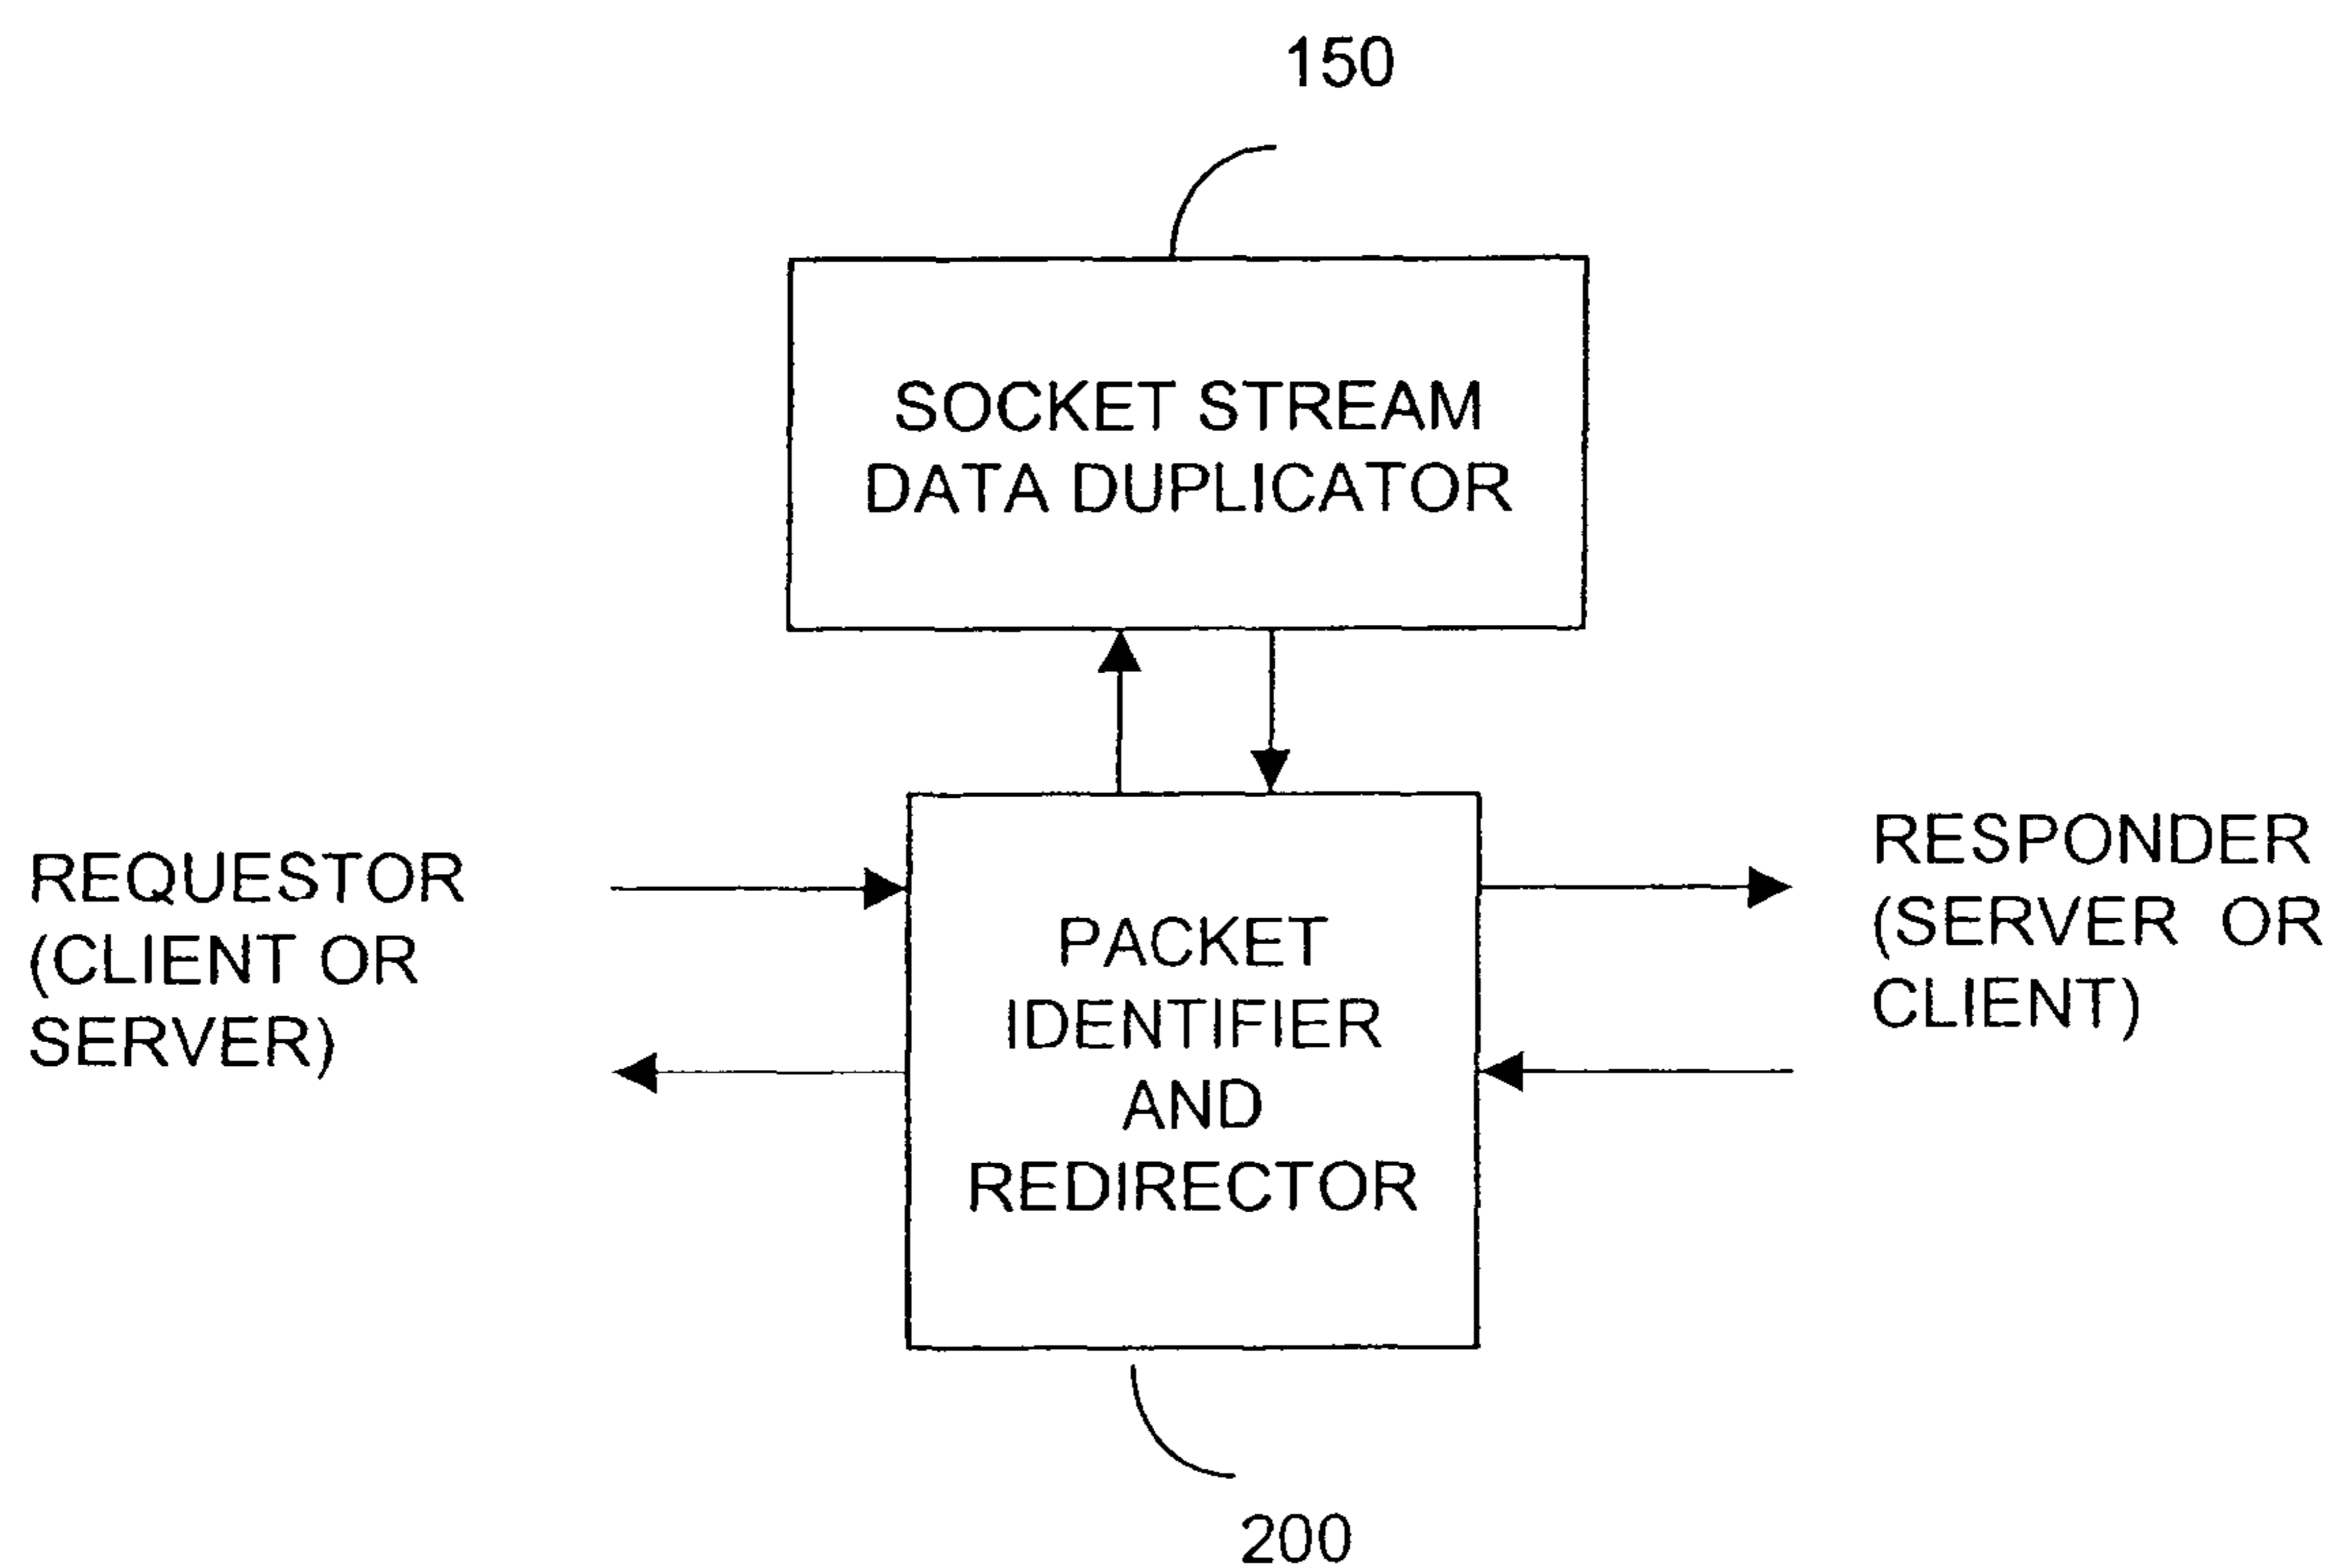 150
SOCKET STREAM
DATA DUPLICATOR
REQUESTOR
(CLIENT OR
SERVER)
PACKET
IDENTIFIER
AND
REDIRECTOR
RESPONDER
(SERVER OR
CLIENT)
200